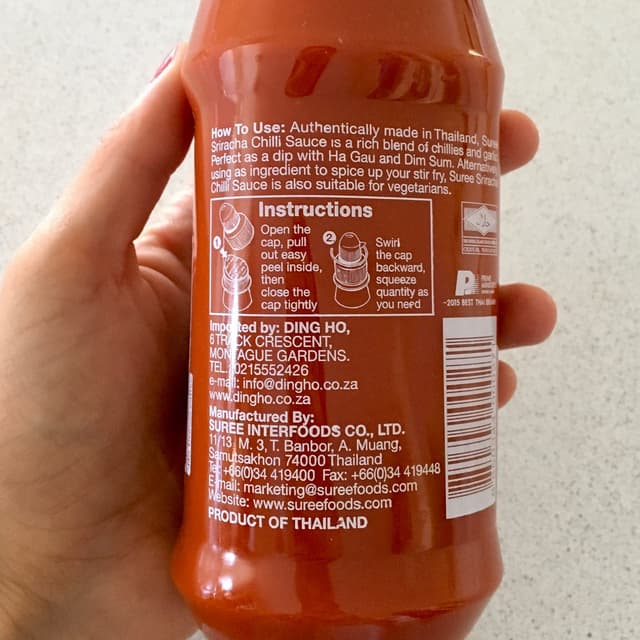 How To Use: Authentically made in Thailand, Suree
Sriracha Chilli Sauce is a rich blend of chillies and garlic.
Perfect as a dip with Ha Gau and Dim Sum. Alternatively
using as ingredient to spice up your stir fry, Suree Sriracha
Chilli Sauce is also suitable for vegetarians.
Instructions
1
Open the
cap, pull
out easy
peel inside,
then
close the
cap tightly
2
Swirl
the cap
backward,
squeeze
quantity as
you need
-2015 BEST THAI
Imported by: DING HO,
6 TRACK CRESCENT,
MONTAGUE GARDENS.
TEL. 0215552426
e-mail: info@dingho.co.za
www.dingho.co.za
Manufactured By:
SUREE INTERFOODS CO., LTD.
11/13 M. 3, T. Banbor, A. Muang,
Samutsakhon 74000 Thailand
Tel: +66(0)34 419400 Fax: +66(0)34 419448
E-mail: marketing@sureefoods.com
Website: www.sureefoods.com
PRODUCT OF THAILAND